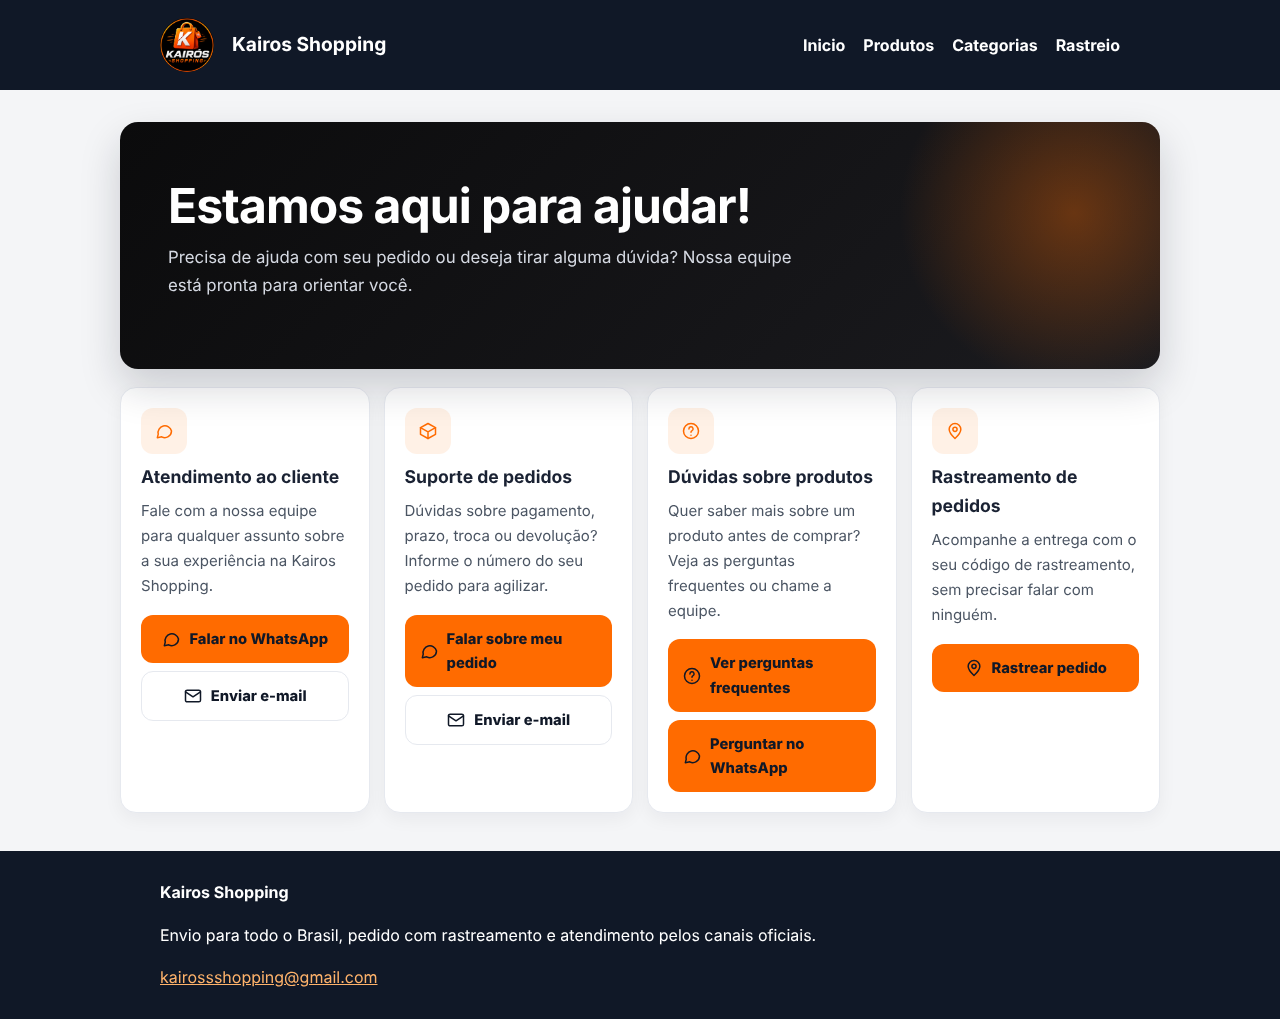 KAIRÓS
SHOPPING
Kairos Shopping
Inicio Produtos Categorias Rastreio
Estamos aqui para ajudar!
Precisa de ajuda com seu pedido ou deseja tirar alguma dúvida? Nossa equipe
está pronta para orientar você.
Atendimento ao cliente
Fale com a nossa equipe
para qualquer assunto sobre
a sua experiência na Kairos
Shopping.
Falar no WhatsApp
Enviar e-mail
Suporte de pedidos
Dúvidas sobre pagamento,
prazo, troca ou devolução?
Informe o número do seu
pedido para agilizar.
Falar sobre meu
pedido
Enviar e-mail
Dúvidas sobre produtos
Quer saber mais sobre um
produto antes de comprar?
Veja as perguntas
frequentes ou chame a
equipe.
Ver perguntas
frequentes
Perguntar no
WhatsApp
Rastreamento de
pedidos
Acompanhe a entrega com o
seu código de rastreamento,
sem precisar falar com
ninguém.
Rastrear pedido
Kairos Shopping
Envio para todo o Brasil, pedido com rastreamento e atendimento pelos canais oficiais.
kairossshopping@gmail.com